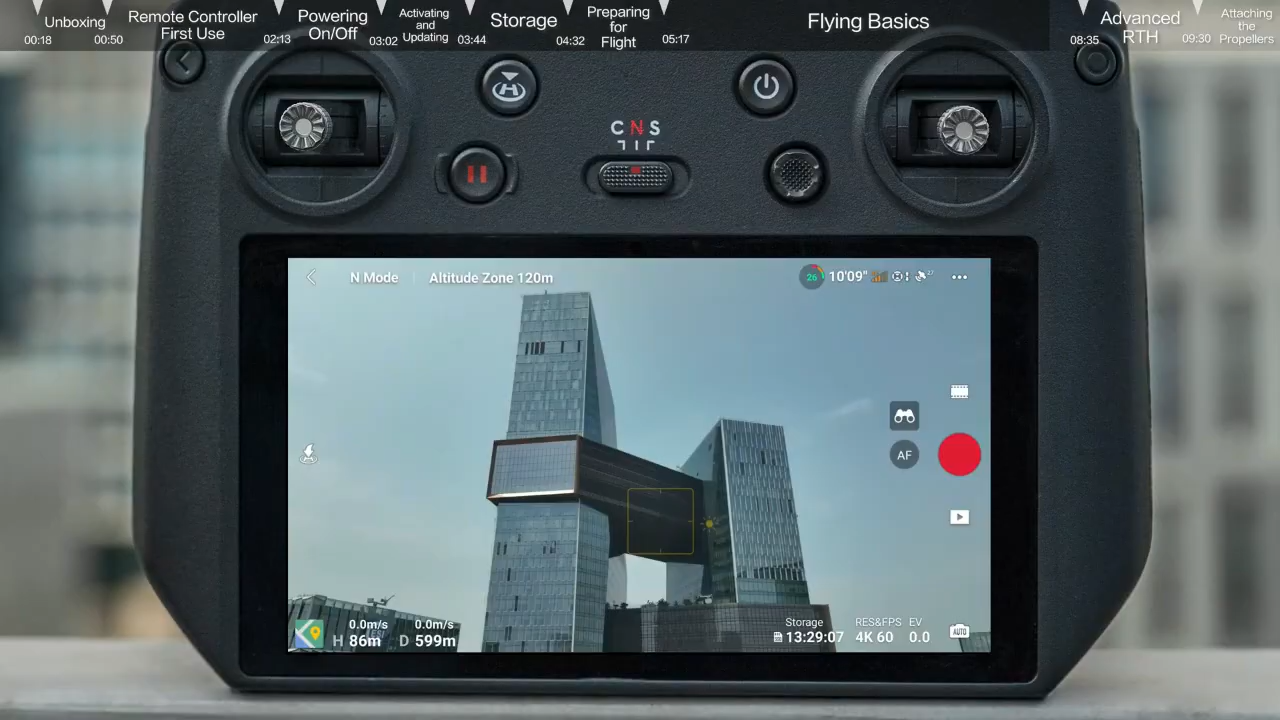 Unboxing
00:18
00:50
Remote Controller
First Use
02:13
Powering
On/Off
03:02
Activating
and
Updating
03:44
Storage
04:32
Preparing
for
Flight
05:17
Flying Basics
08:35
Advanced
RTH
09:30
Attaching
the
Propellers
H
C N S
N Mode
Altitude Zone 120m
26
10'09"
27
AF
0.0m/s 0.0m/s
H 86m D 599m
Storage
13:29:07
RES&FPS
4K 60
EV
0.0
AUTO